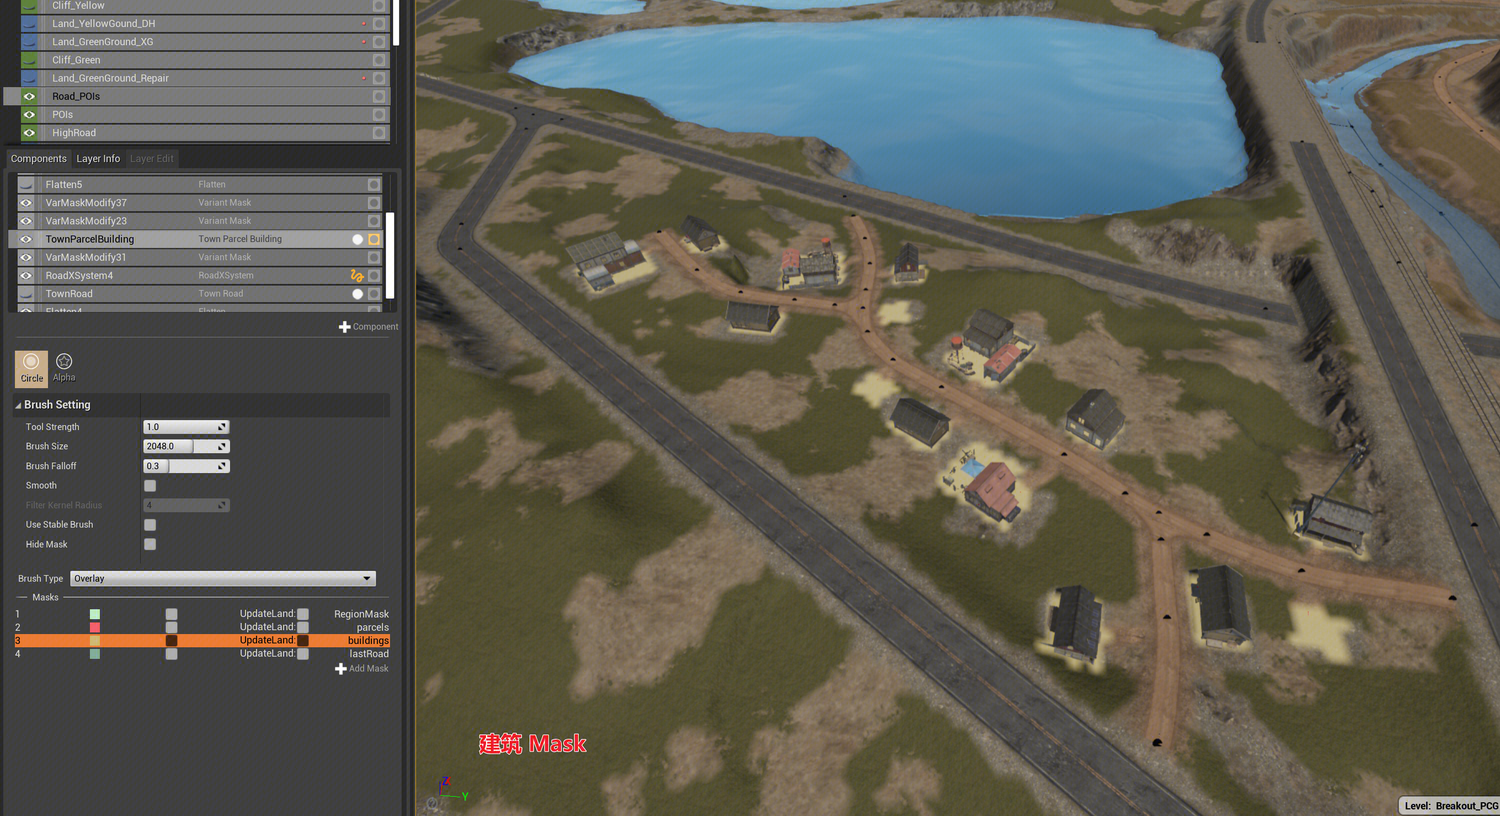 Cliff_Yellow
Land_YellowGound_DH
Land_GreenGround_XG
Cliff_Green
Land_GreenGround_Repair
Road_POIs
POIs
HighRoad
Components Layer Info Layer Edit
Flatten5 Flatten
VarMaskModify37 Variant Mask
VarMaskModify23 Variant Mask
TownParcelBuilding Town Parcel Building
VarMaskModify31 Variant Mask
RoadXSystem4 RoadXSystem
TownRoad Town Road
Flatten4 Flatten
Component
Circle Alpha
Brush Setting
Tool Strength 1.0
Brush Size 2048.0
Brush Falloff 0.3
Smooth
Filter Kernel Radius 4
Use Stable Brush
Hide Mask
Brush Type Overlay
Masks
1 UpdateLand: RegionMask
2 UpdateLand: parcels
3 UpdateLand: buildings
4 UpdateLand: lastRoad
Add Mask
建筑 Mask
Z
Y
Level: Breakout_PCG